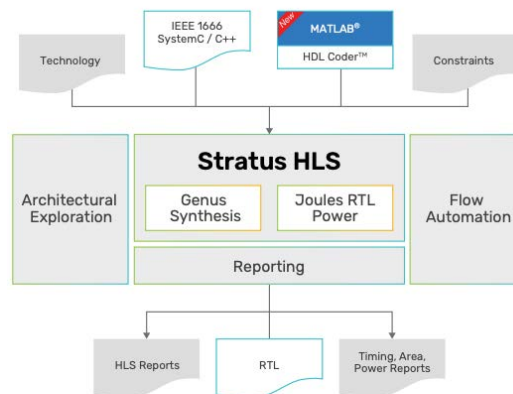 IEEE 1666
SystemC / C++
New
MATLAB®
HDL Coder™
Technology
Constraints
Architectural
Exploration
Stratus HLS
Genus
Synthesis
Joules RTL
Power
Flow
Automation
Reporting
HLS Reports
RTL
Timing, Area,
Power Reports